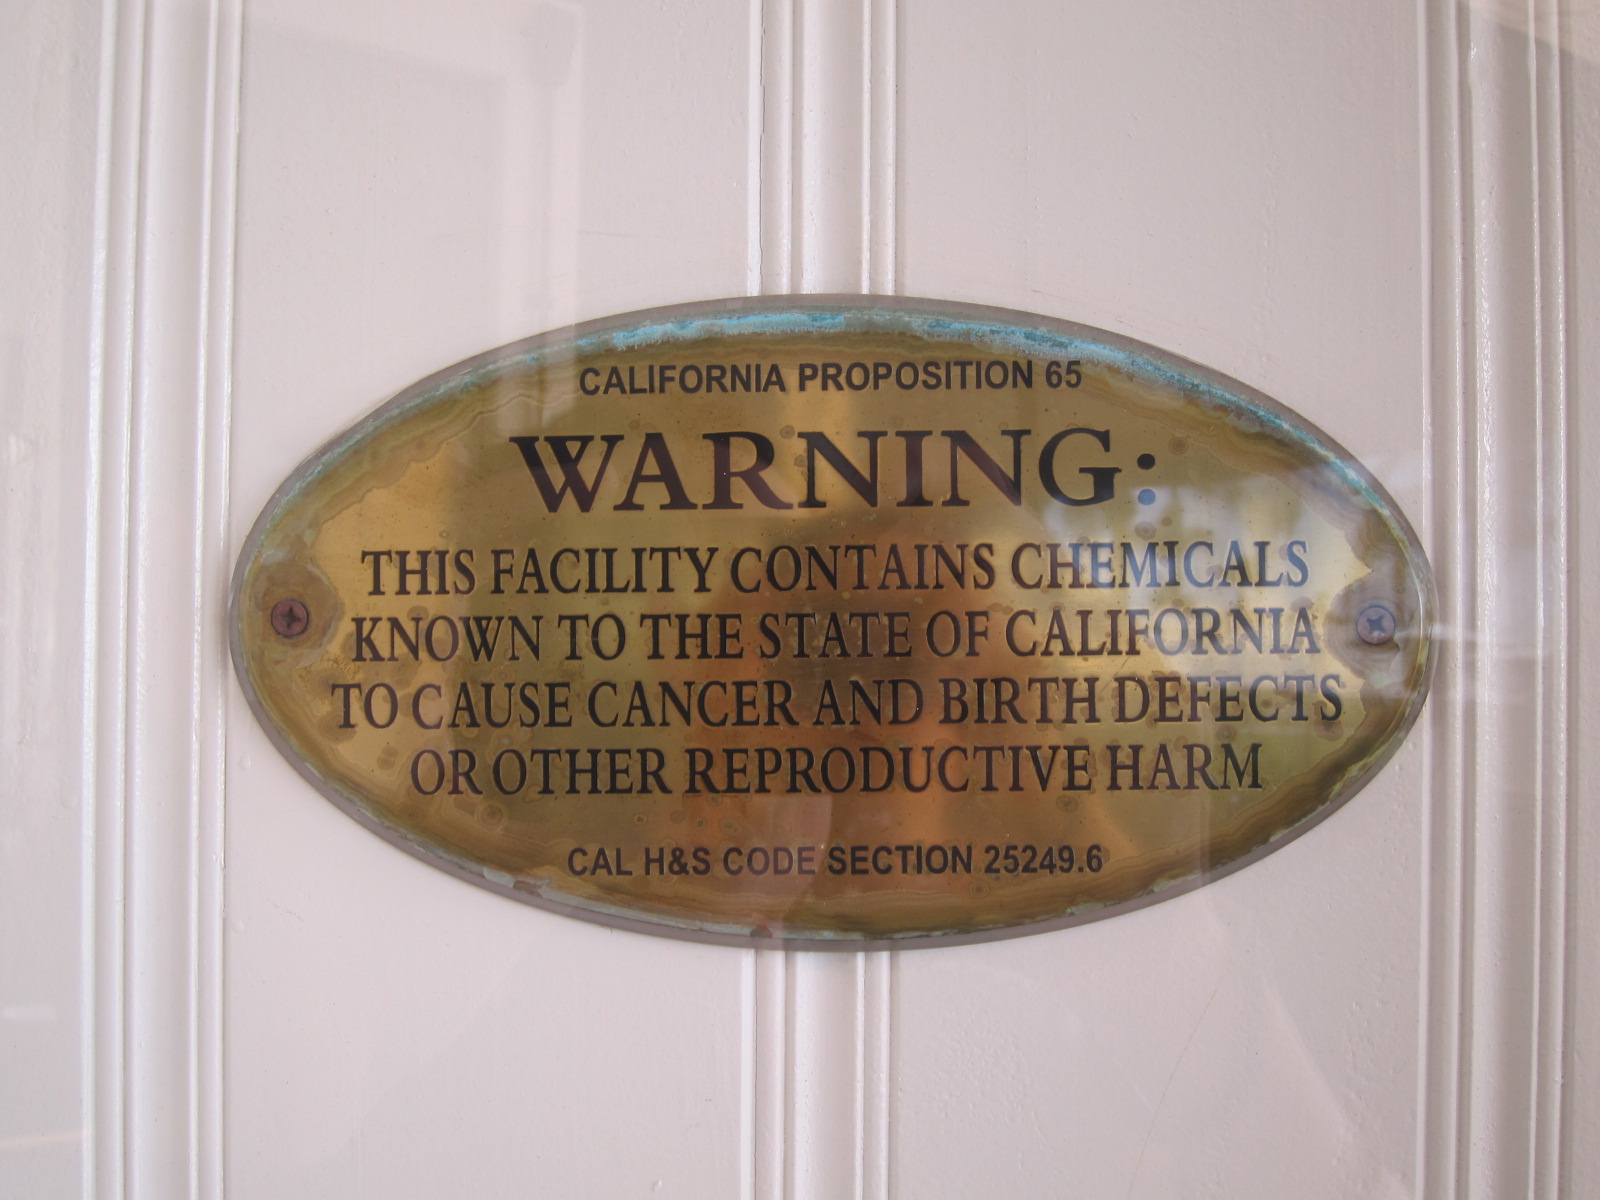 CALIFORNIA PROPOSITION 65
WARNING:
THIS FACILITY CONTAINS CHEMICALS
KNOWN TO THE STATE OF CALIFORNIA
TO CAUSE CANCER AND BIRTH DEFECTS
OR OTHER REPRODUCTIVE HARM
CAL H&S CODE SECTION 25249.6